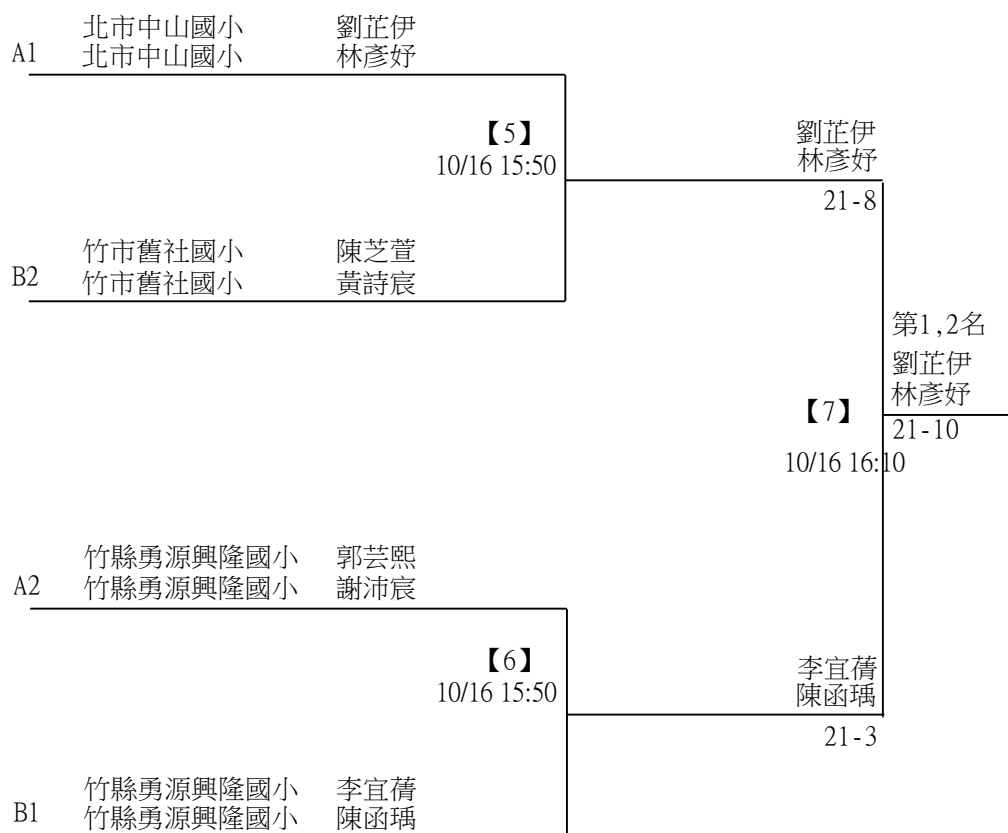 北市中山國小 劉芷伊
A1 北市中山國小 林彥妤
【5】
10/16 15:50
劉芷伊
林彥妤
21-8
竹市舊社國小 陳芝萱
B2 竹市舊社國小 黃詩宸
第1,2名
劉芷伊
林彥妤
【7】
21-10
10/16 16:10
竹縣勇源興隆國小 郭芸熙
A2 竹縣勇源興隆國小 謝沛宸
【6】
10/16 15:50
李宜蒨
陳函瑀
21-3
竹縣勇源興隆國小 李宜蒨
B1 竹縣勇源興隆國小 陳函瑀